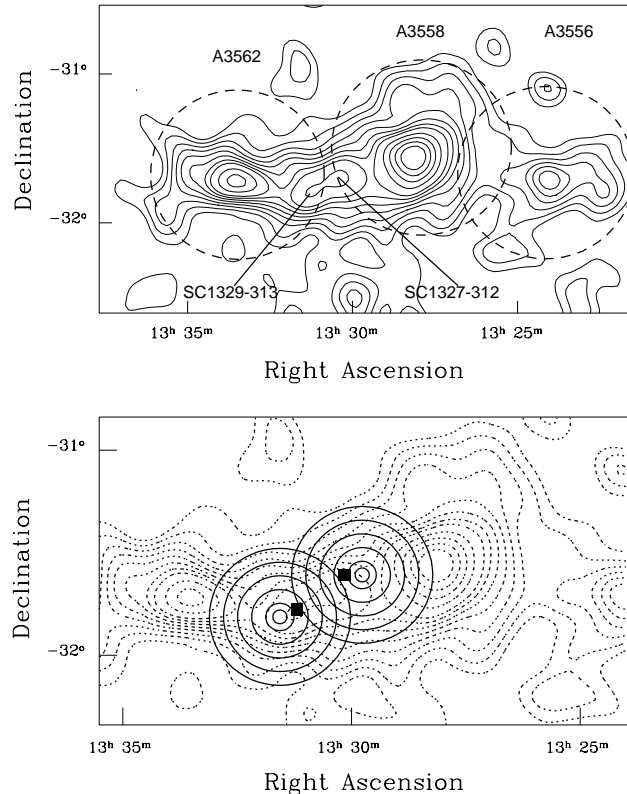 A3558
A3556
A3562
-31°
Declination
-32°
SC1329-313
SC1327-312
13ʰ 35ᵐ
13ʰ 30ᵐ
13ʰ 25ᵐ
Right Ascension
-31°
Declination
-32°
13ʰ 35ᵐ
13ʰ 30ᵐ
13ʰ 25ᵐ
Right Ascension